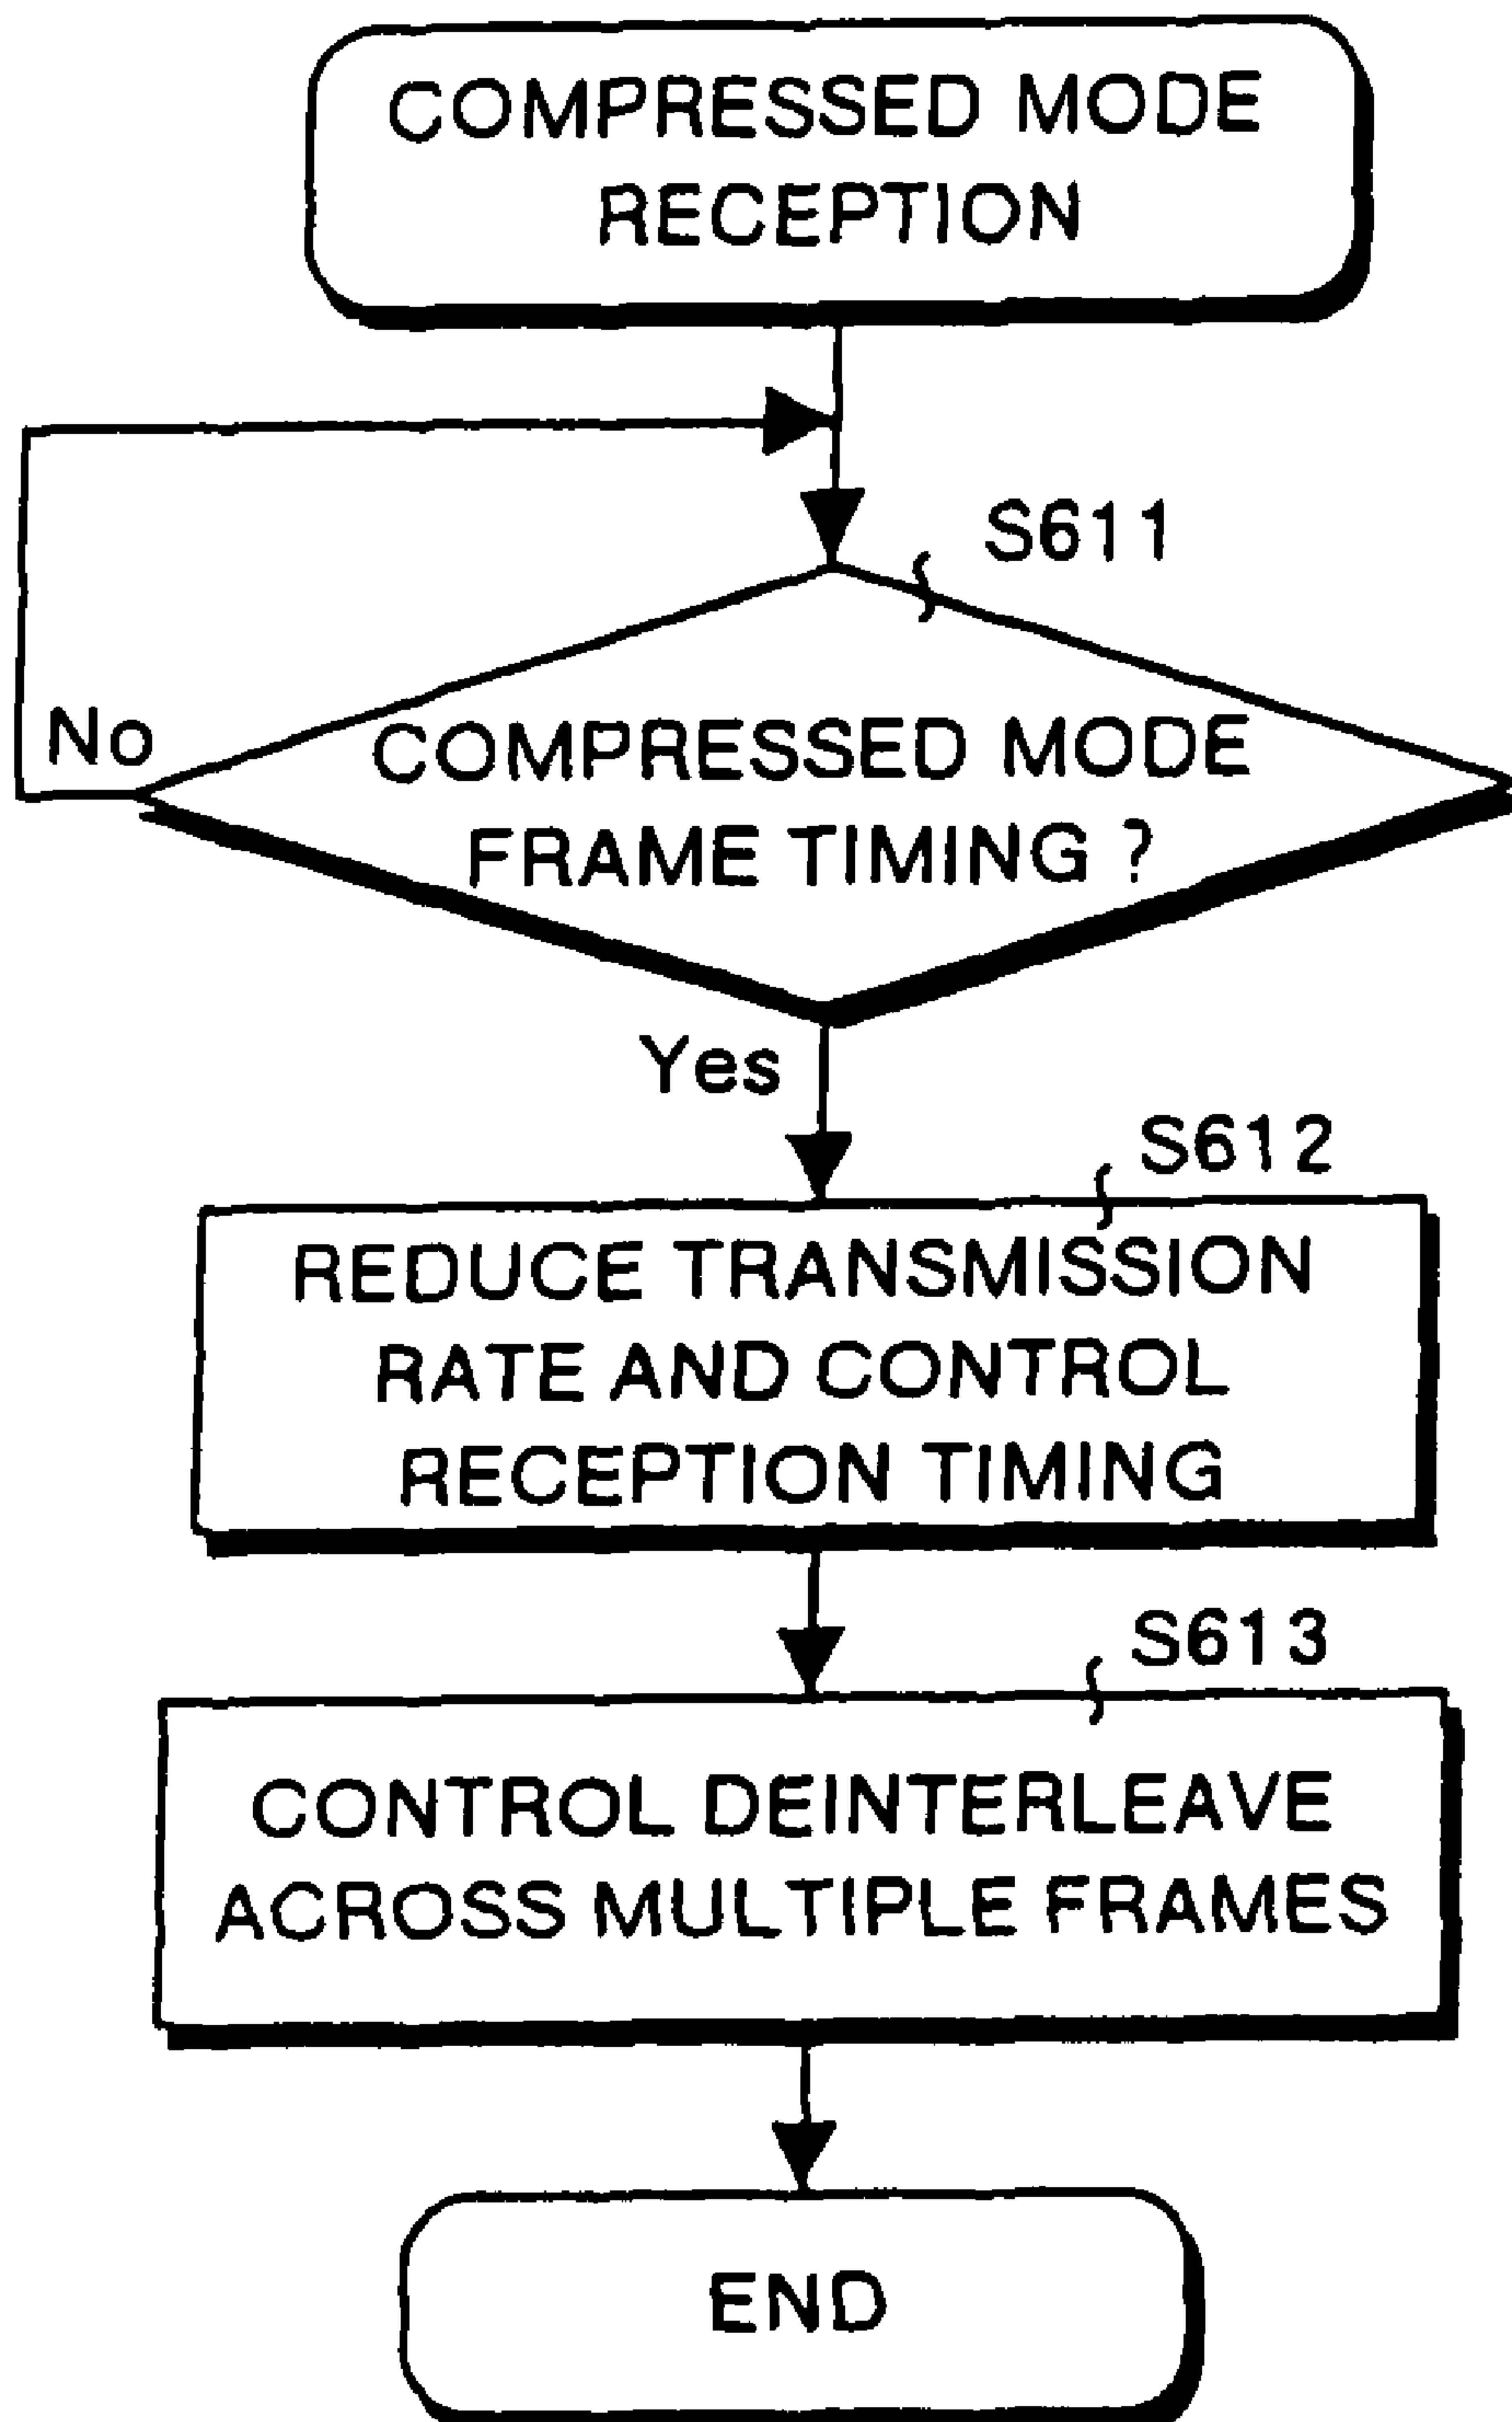 COMPRESSED MODE
RECEPTION
S611
No
COMPRESSED MODE
FRAME TIMING ?
Yes
S612
REDUCE TRANSMISSION
RATE AND CONTROL
RECEPTION TIMING
S613
CONTROL DEINTERLEAVE
ACROSS MULTIPLE FRAMES
END